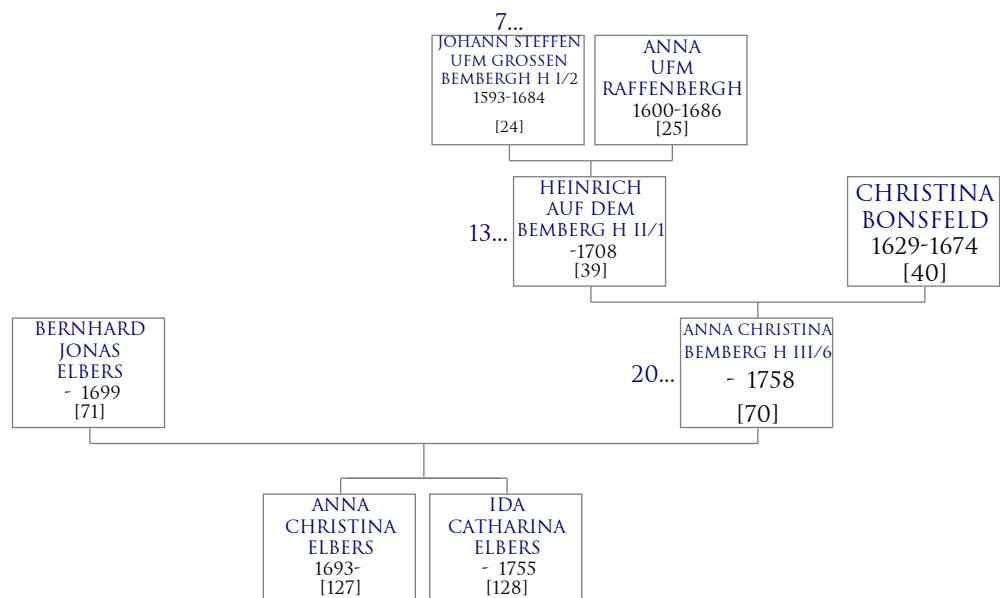 7...
JOHANN STEFFEN
UFM GROSSEN
BEMBERGH H I/2
1593-1684
[24]
ANNA
UFM
RAFFENBERGH
1600-1686
[25]
13...
HEINRICH
AUF DEM
BEMBERG H II/1
-1708
[39]
CHRISTINA
BONSFELD
1629-1674
[40]
BERNHARD
JONAS
ELBERS
- 1699
[71]
20...
ANNA CHRISTINA
BEMBERG H III/6
- 1758
[70]
ANNA
CHRISTINA
ELBERS
1693-
[127]
IDA
CATHARINA
ELBERS
- 1755
[128]